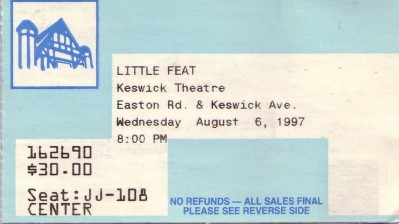 LITTLE FEAT
Keswick Theatre
Easton Rd. & Keswick Ave.
Wednesday August 6, 1997
8:00 PM
162690
$30.00
Seat:JJ-108
CENTER
NO REFUNDS — ALL SALES FINAL
PLEASE SEE REVERSE SIDE